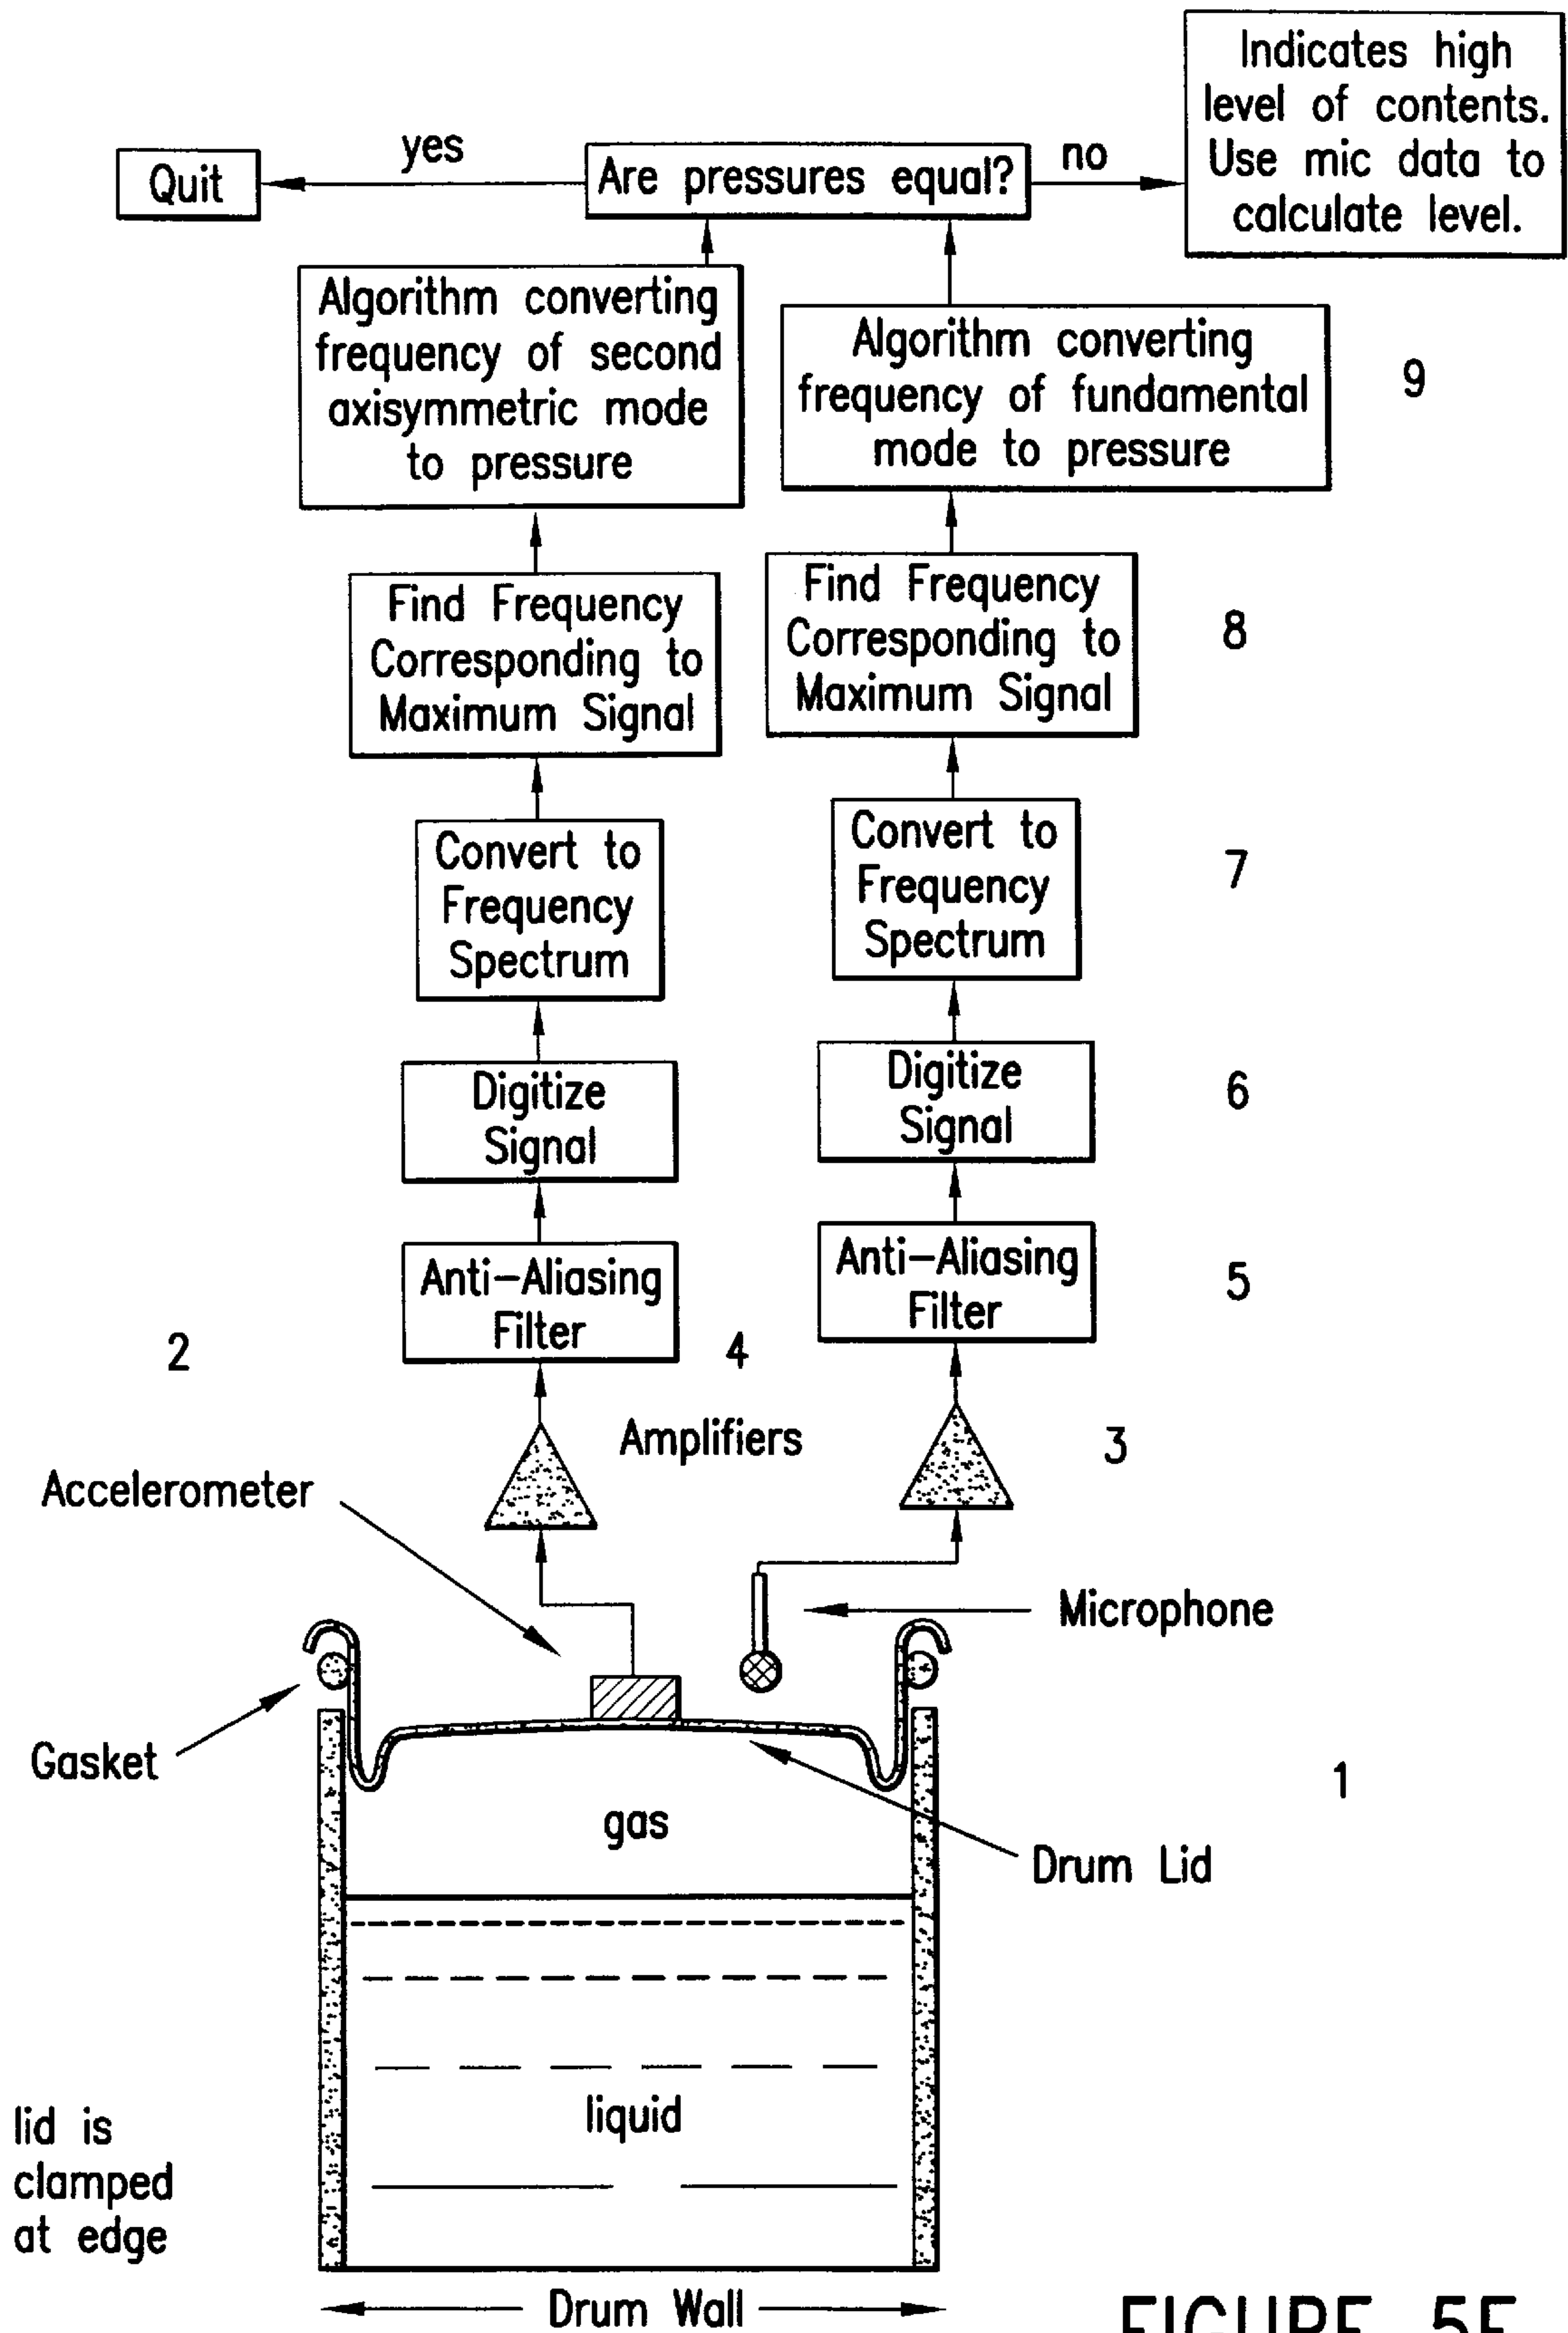 Indicates high
level of contents.
Use mic data to
calculate level.
Quit
yes
Are pressures equal?
no
Algorithm converting
frequency of second
axisymmetric mode
to pressure
Algorithm converting
frequency of fundamental
mode to pressure
9
Find Frequency
Corresponding to
Maximum Signal
Find Frequency
Corresponding to
Maximum Signal
8
Convert to
Frequency
Spectrum
Convert to
Frequency
Spectrum
7
Digitize
Signal
Digitize
Signal
6
Anti-Aliasing
Filter
Anti-Aliasing
Filter
5
2
4
Amplifiers
3
Accelerometer
Microphone
Gasket
1
gas
Drum Lid
liquid
lid is
clamped
at edge
Drum Wall